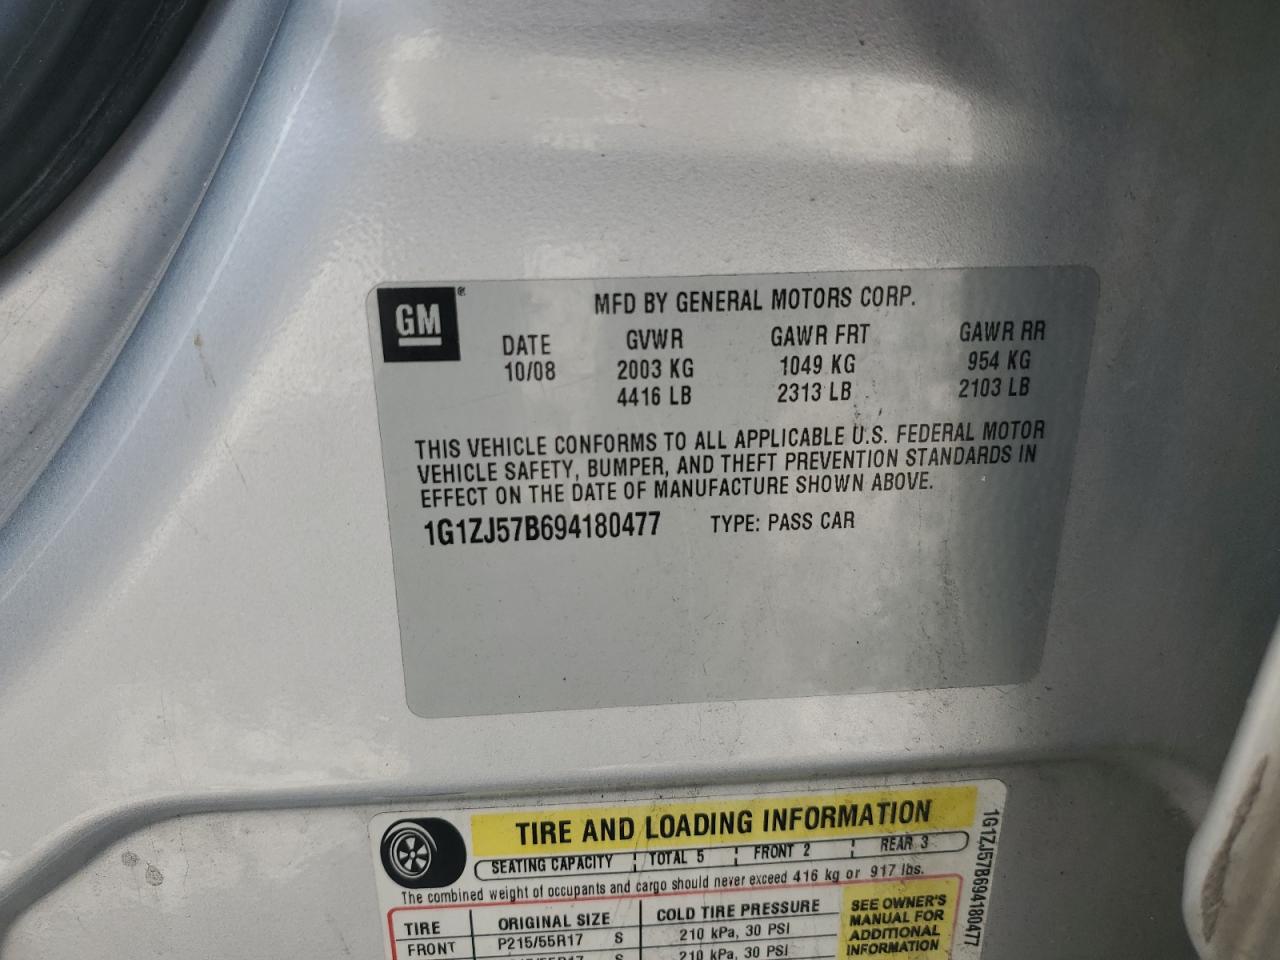 GM®
MFD BY GENERAL MOTORS CORP.
DATE GVWR GAWR FRT GAWR RR
10/08 2003 KG 1049 KG 954 KG
4416 LB 2313 LB 2103 LB
THIS VEHICLE CONFORMS TO ALL APPLICABLE U.S. FEDERAL MOTOR
VEHICLE SAFETY, BUMPER, AND THEFT PREVENTION STANDARDS IN
EFFECT ON THE DATE OF MANUFACTURE SHOWN ABOVE.
1G1ZJ57B694180477 TYPE: PASS CAR
TIRE AND LOADING INFORMATION
SEATING CAPACITY TOTAL 5 FRONT 2 REAR 3
The combined weight of occupants and cargo should never exceed 416 kg or 917 lbs.
TIRE ORIGINAL SIZE COLD TIRE PRESSURE
FRONT P215/55R17 S 210 kPa, 30 PSI
S 210 kPa, 30 PSI
SEE OWNER'S
MANUAL FOR
ADDITIONAL
INFORMATION
1G1ZJ57B694180477